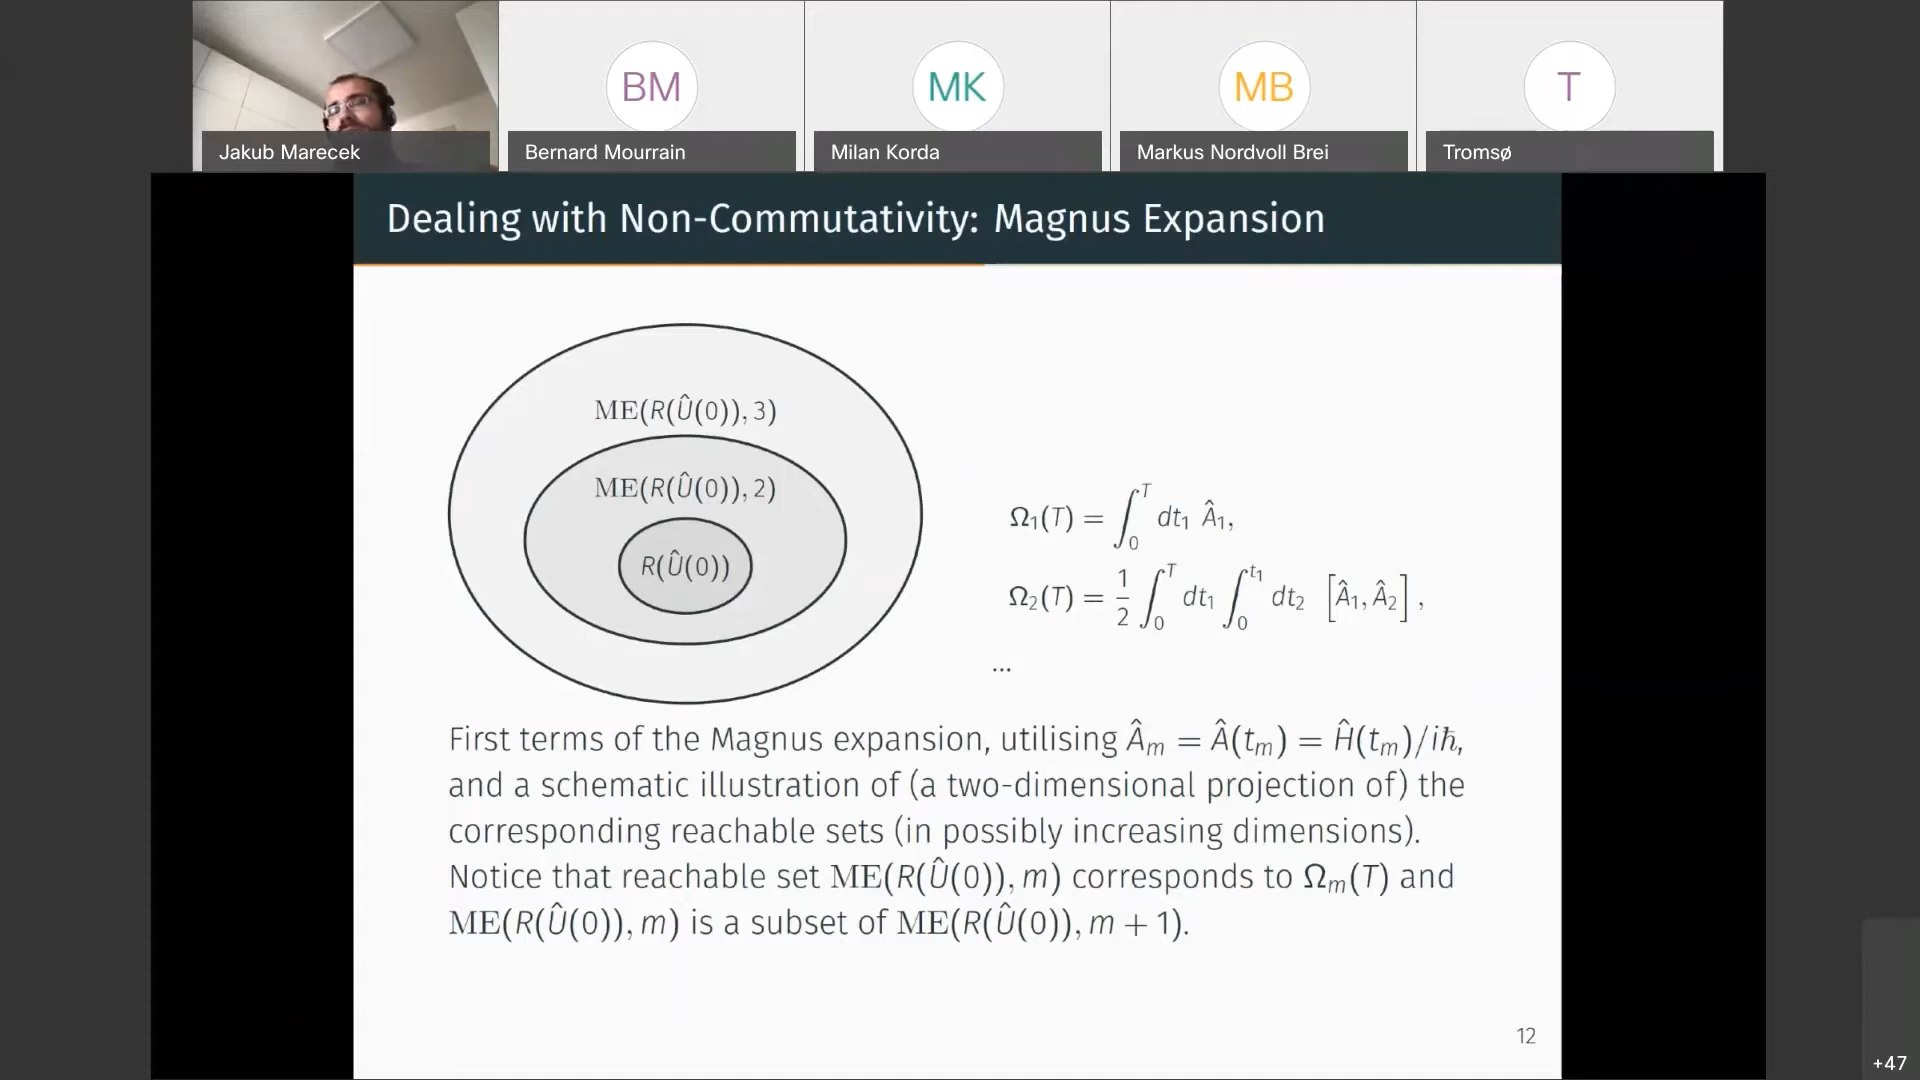 BM
MK
MB
T
Jakub Marecek
Bernard Mourrain
Milan Korda
Markus Nordvoll Brei
Tromsø
Dealing with Non-Commutativity: Magnus Expansion
ME(R(Û(0)), 3)
ME(R(Û(0)), 2)
R(Û(0))
Ω₁(T) = ∫₀ᵀ dt₁ Â₁,
Ω₂(T) = 1/2 ∫₀ᵀ dt₁ ∫₀^t₁ dt₂ [Â₁, Â₂],
...
First terms of the Magnus expansion, utilising Âₘ = Â(tₘ) = Ĥ(tₘ)/iħ,
and a schematic illustration of (a two-dimensional projection of) the
corresponding reachable sets (in possibly increasing dimensions).
Notice that reachable set ME(R(Û(0)), m) corresponds to Ωₘ(T) and
ME(R(Û(0)), m) is a subset of ME(R(Û(0)), m + 1).
12
+47